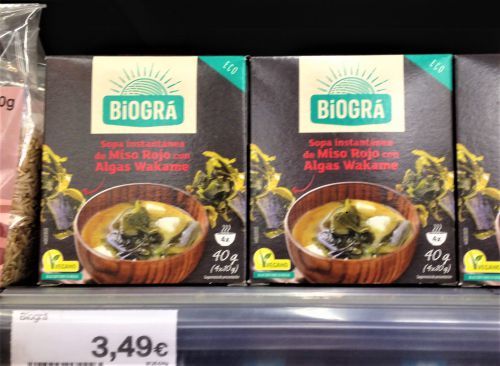 0g
ECO
BIOGRÁ
Sopa instantánea
de Miso Rojo con
Algas Wakame
4x
40g
(4x10g)
VEGANO
ECO
BIOGRÁ
Sopa instantánea
de Miso Rojo con
Algas Wakame
4x
40g
(4x10g)
VEGANO
Biográ
3,49€